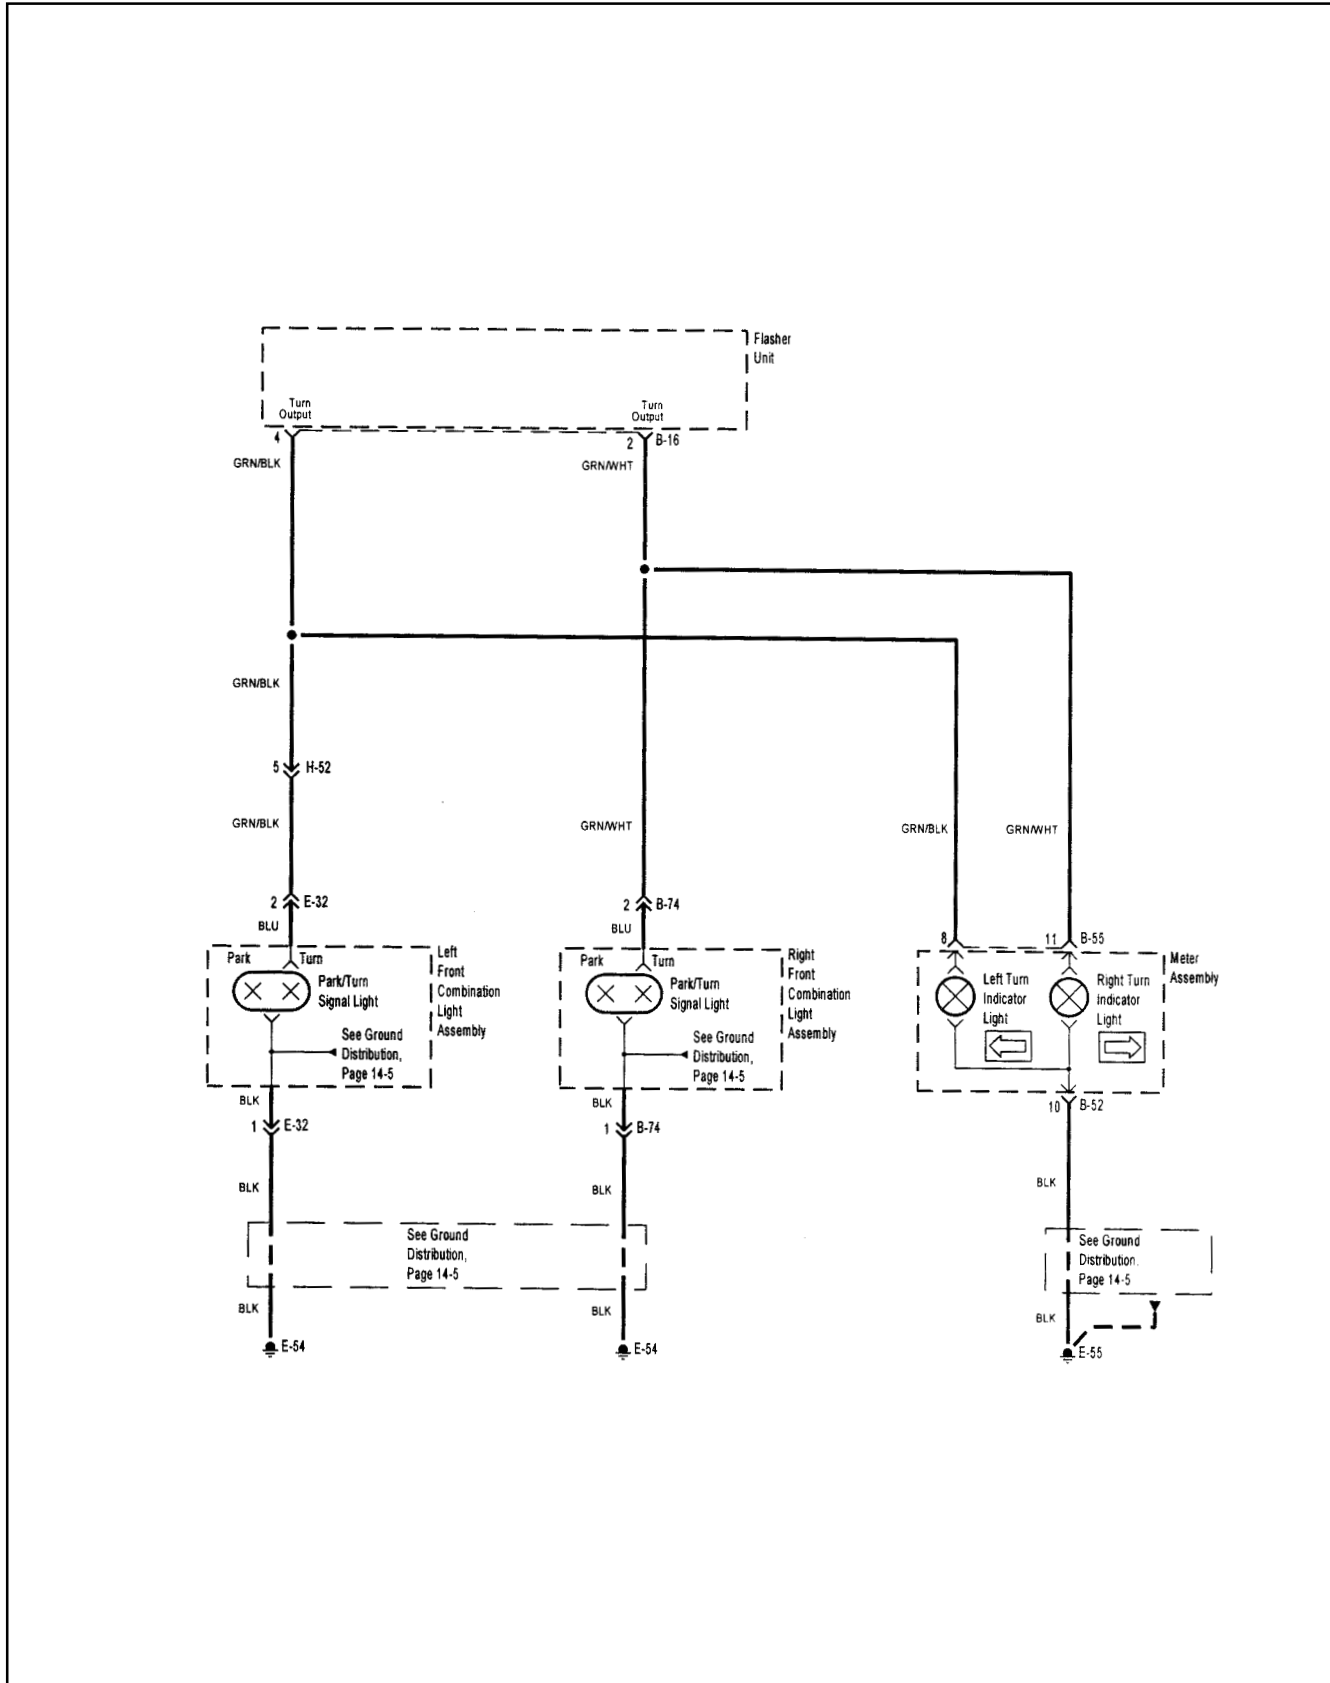 Flasher
Unit
Turn
Output
Turn
Output
4
2
B-16
GRN/BLK
GRN/WHT
GRN/BLK
5
H-52
GRN/BLK
GRN/WHT
GRN/BLK
GRN/WHT
2
E-32
2
B-74
BLU
BLU
8
11
B-55
Park
Turn
Left
Front
Combination
Light
Assembly
Park/Turn
Signal Light
See Ground
Distribution,
Page 14-5
Park
Turn
Right
Front
Combination
Light
Assembly
Park/Turn
Signal Light
See Ground
Distribution,
Page 14-5
Meter
Assembly
Left Turn
Indicator
Light
Right Turn
Indicator
Light
BLK
1
E-32
BLK
1
B-74
10
B-52
BLK
BLK
BLK
See Ground
Distribution,
Page 14-5
See Ground
Distribution.
Page 14-5
BLK
BLK
BLK
E-54
E-54
E-55